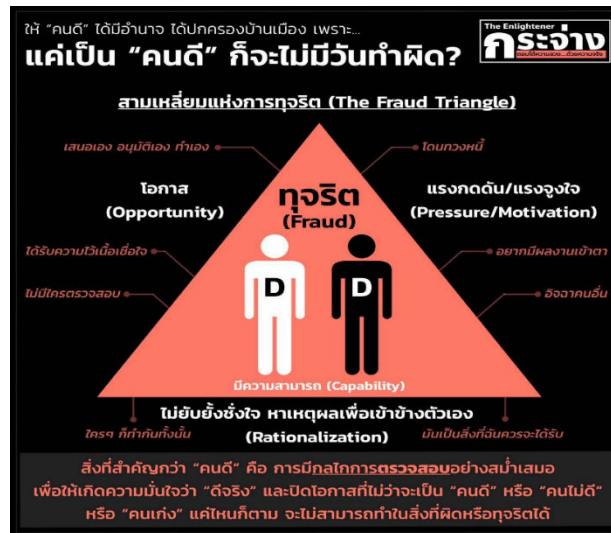 ให้ “คนดี” ได้มีอำนาจ ได้ปกครองบ้านเมือง เพราะ...
แค่เป็น “คนดี” ก็จะไม่มีวันทำผิด?
The Enlightener
กระจ่าง
สามเหลี่ยมแห่งการทุจริต (The Fraud Triangle)
เสนอเอง อนุมัติเอง ทำเอง
โดนทวงหนี้
โอกาส
(Opportunity)
ทุจริต
(Fraud)
แรงกดดัน/แรงจูงใจ
(Pressure/Motivation)
ได้รับความไว้เนื้อเชื่อใจ
อยากมีผลงานเข้าตา
ไม่มีใครตรวจสอบ
อิจฉาคนอื่น
D D
มีความสามารถ (Capability)
ไม่ยับยั้งชั่งใจ หาเหตุผลเพื่อเข้าข้างตัวเอง
(Rationalization)
ใครๆ ก็ทำกันทั้งนั้น
มันเป็นสิ่งที่ฉันควรจะได้รับ
สิ่งที่สำคัญกว่า “คนดี” คือ การมีกลไกการตรวจสอบอย่างสม่ำเสมอ
เพื่อให้เกิดความมั่นใจว่า “ดีจริง” และปิดโอกาสที่ไม่ว่าจะเป็น “คนดี” หรือ “คนไม่ดี”
หรือ “คนเก่ง” แค่ไหนก็ตาม จะไม่สามารถทำในสิ่งที่ผิดหรือทุจริตได้